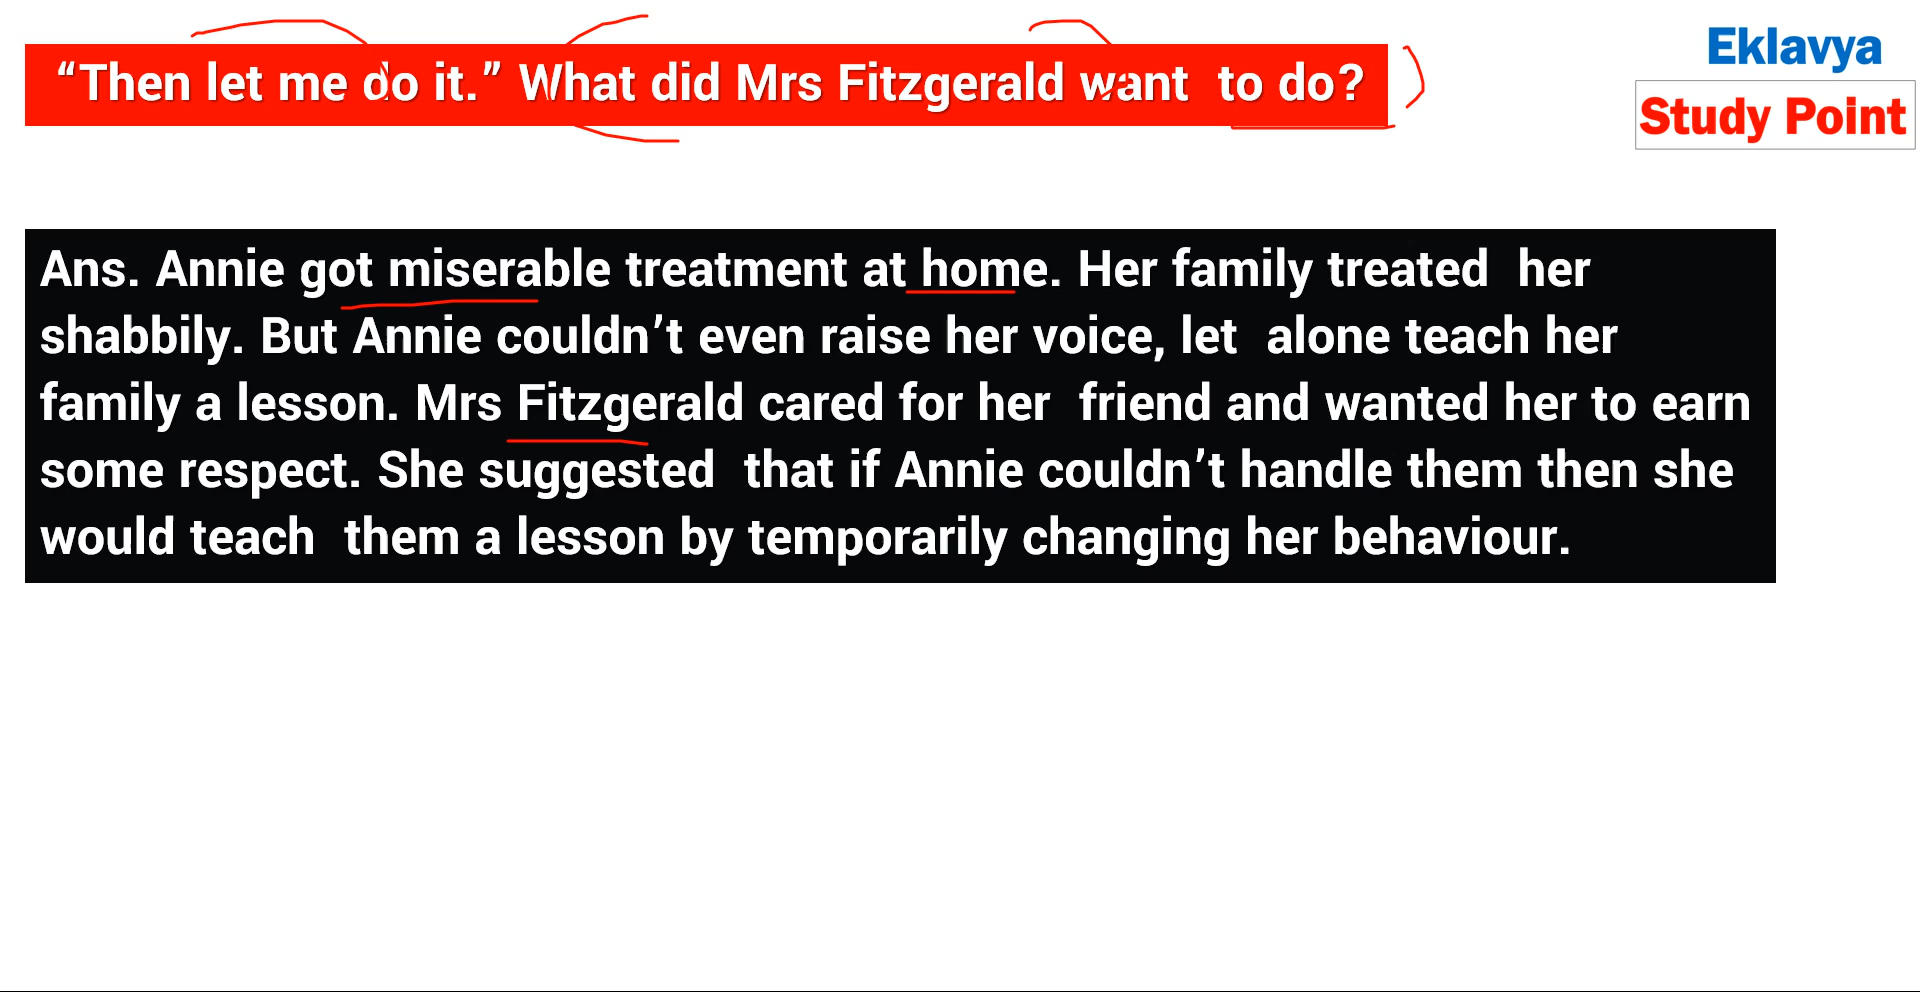 “Then let me do it.” What did Mrs Fitzgerald want to do?
Eklavya
Study Point
Ans. Annie got miserable treatment at home. Her family treated her
shabbily. But Annie couldn’t even raise her voice, let alone teach her
family a lesson. Mrs Fitzgerald cared for her friend and wanted her to earn
some respect. She suggested that if Annie couldn’t handle them then she
would teach them a lesson by temporarily changing her behaviour.